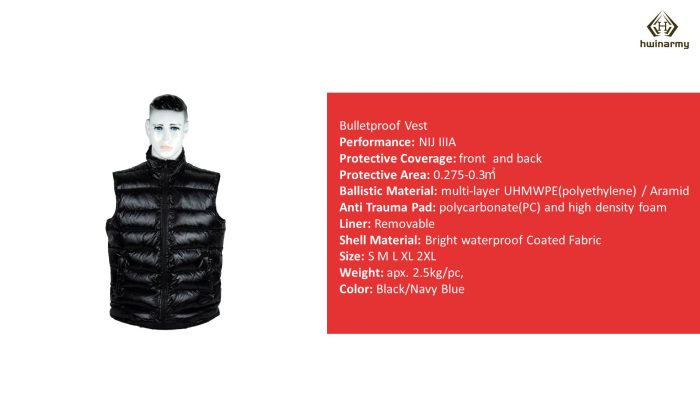 hwinarmy
Bulletproof Vest
Performance: NIJ IIIA
Protective Coverage: front and back
Protective Area: 0.275-0.3㎡
Ballistic Material: multi-layer UHMWPE(polyethylene) / Aramid
Anti Trauma Pad: polycarbonate(PC) and high density foam
Liner: Removable
Shell Material: Bright waterproof Coated Fabric
Size: S M L XL 2XL
Weight: apx. 2.5kg/pc,
Color: Black/Navy Blue